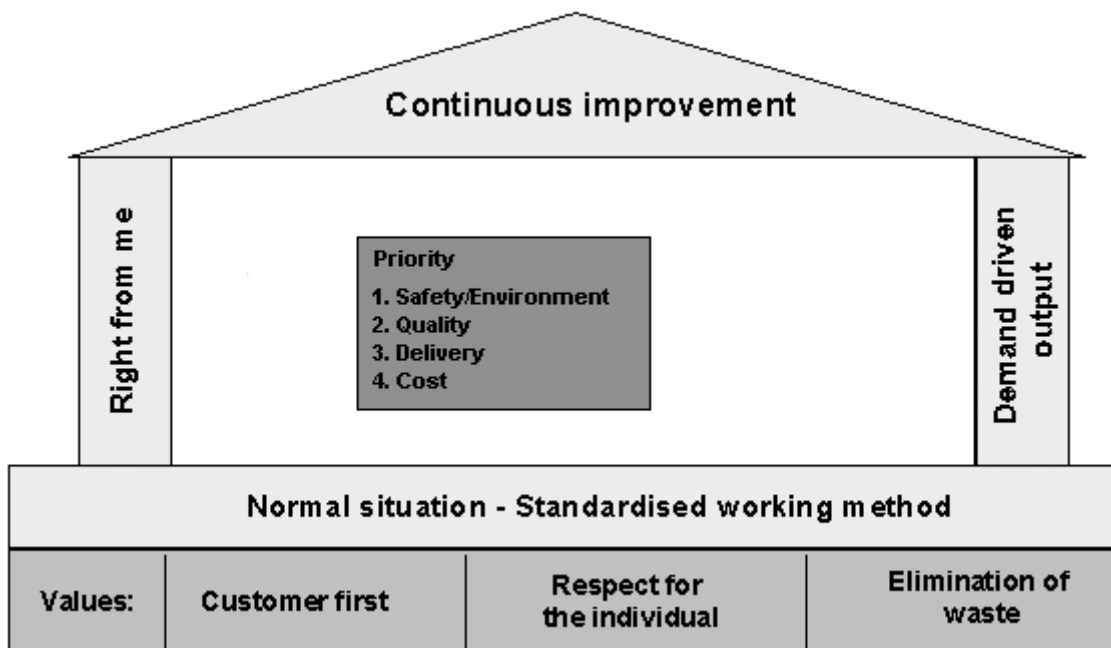 Continuous improvement
Right from me
Priority
1. Safety/Environment
2. Quality
3. Delivery
4. Cost
Demand driven
output
Normal situation - Standardised working method
Values:
Customer first
Respect for
the individual
Elimination of
waste